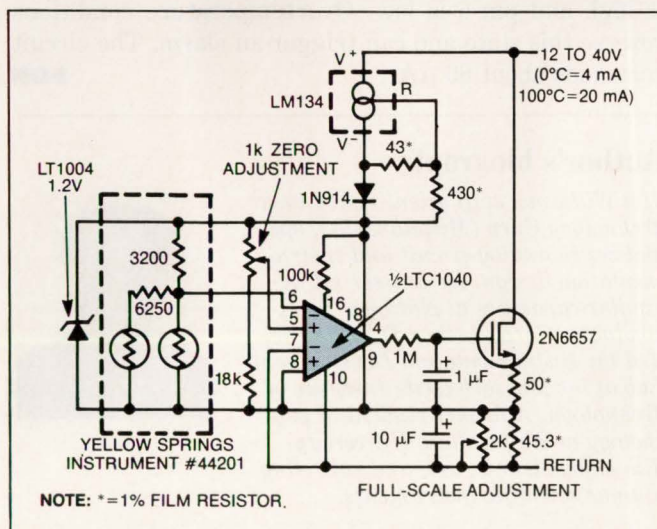 V+
12 TO 40V
(0°C=4 mA
100°C=20 mA)
R
LM134
V−
43*
1k ZERO
ADJUSTMENT
430*
LT1004
1.2V
1N914
3200
100k
½LTC1040
6250
6
16
18
5
−
+
4
2N6657
7
−
1M
8
+
9
+
1 µF
50*
18k
10
+
10 µF
2k
453*
YELLOW SPRINGS
INSTRUMENT #44201
RETURN
FULL-SCALE ADJUSTMENT
NOTE: *=1% FILM RESISTOR.